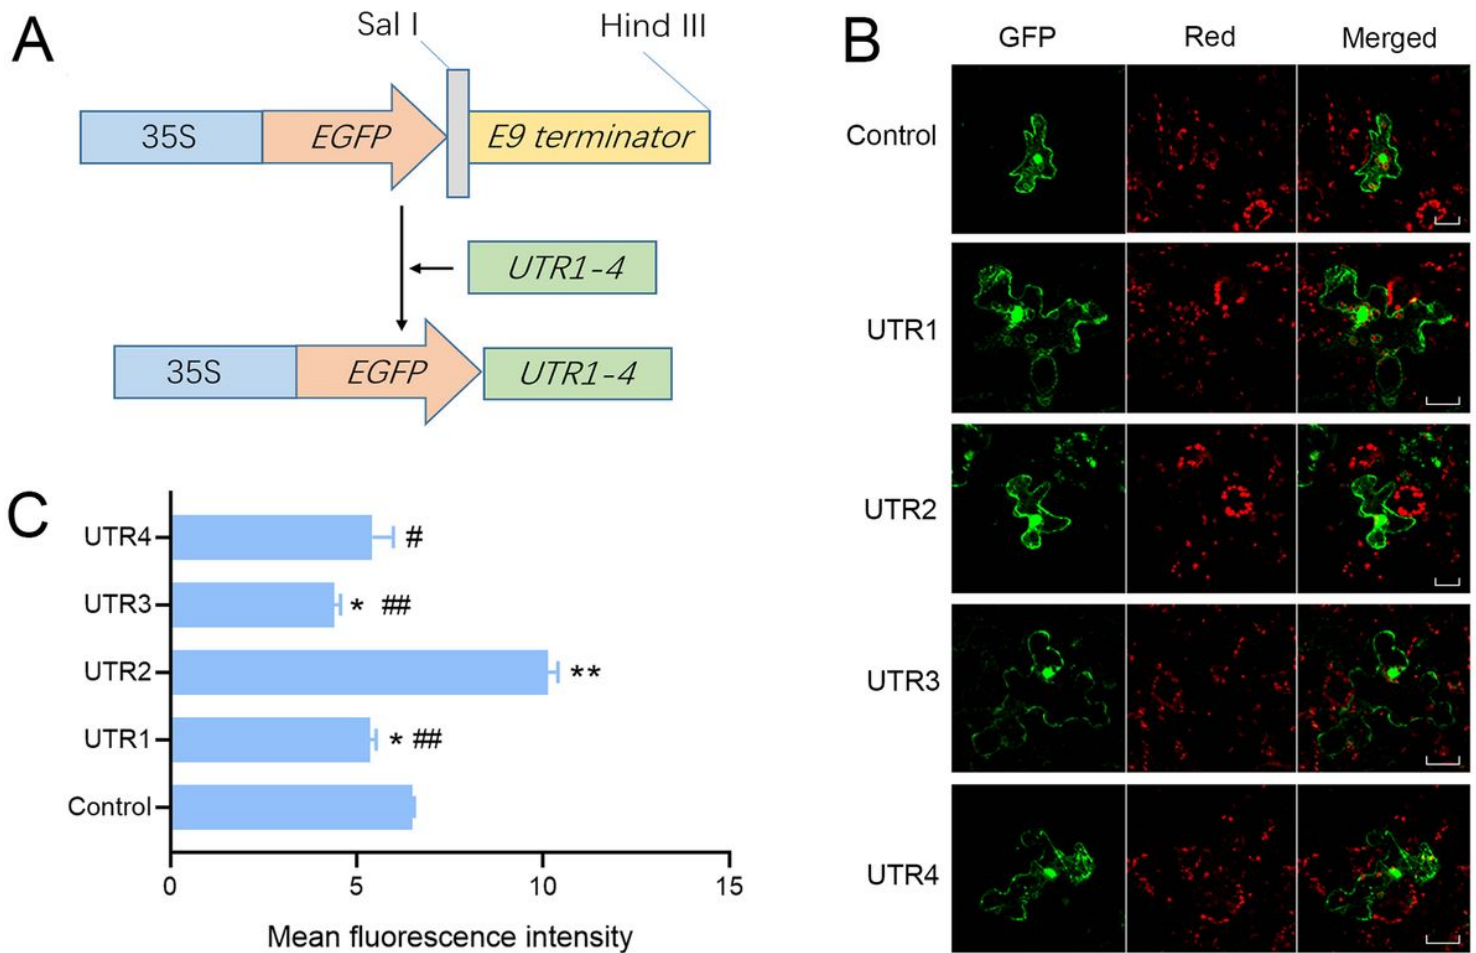 A
Sal I
Hind III
35S
EGFP
E9 terminator
UTR1-4
35S
EGFP
UTR1-4
B
GFP
Red
Merged
Control
UTR1
UTR2
UTR3
UTR4
C
UTR4
#
UTR3
* ##
UTR2
**
UTR1
* ##
Control
0
5
10
15
Mean fluorescence intensity